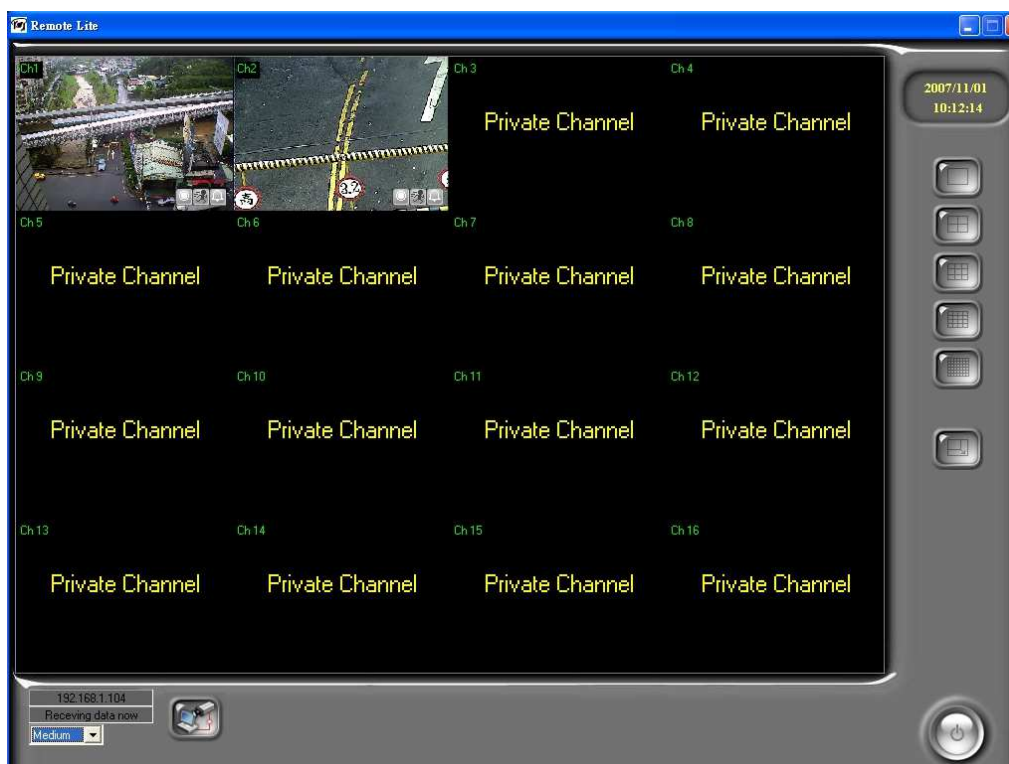 Remote Lite
2007/11/01
10:12:14
Ch1
Ch2
高
3.2
Ch 3
Private Channel
Ch 4
Private Channel
Ch 5
Private Channel
Ch 6
Private Channel
Ch 7
Private Channel
Ch 8
Private Channel
Ch 9
Private Channel
Ch 10
Private Channel
Ch 11
Private Channel
Ch 12
Private Channel
Ch 13
Private Channel
Ch 14
Private Channel
Ch 15
Private Channel
Ch 16
Private Channel
192.168.1.104
Receving data now
Medium